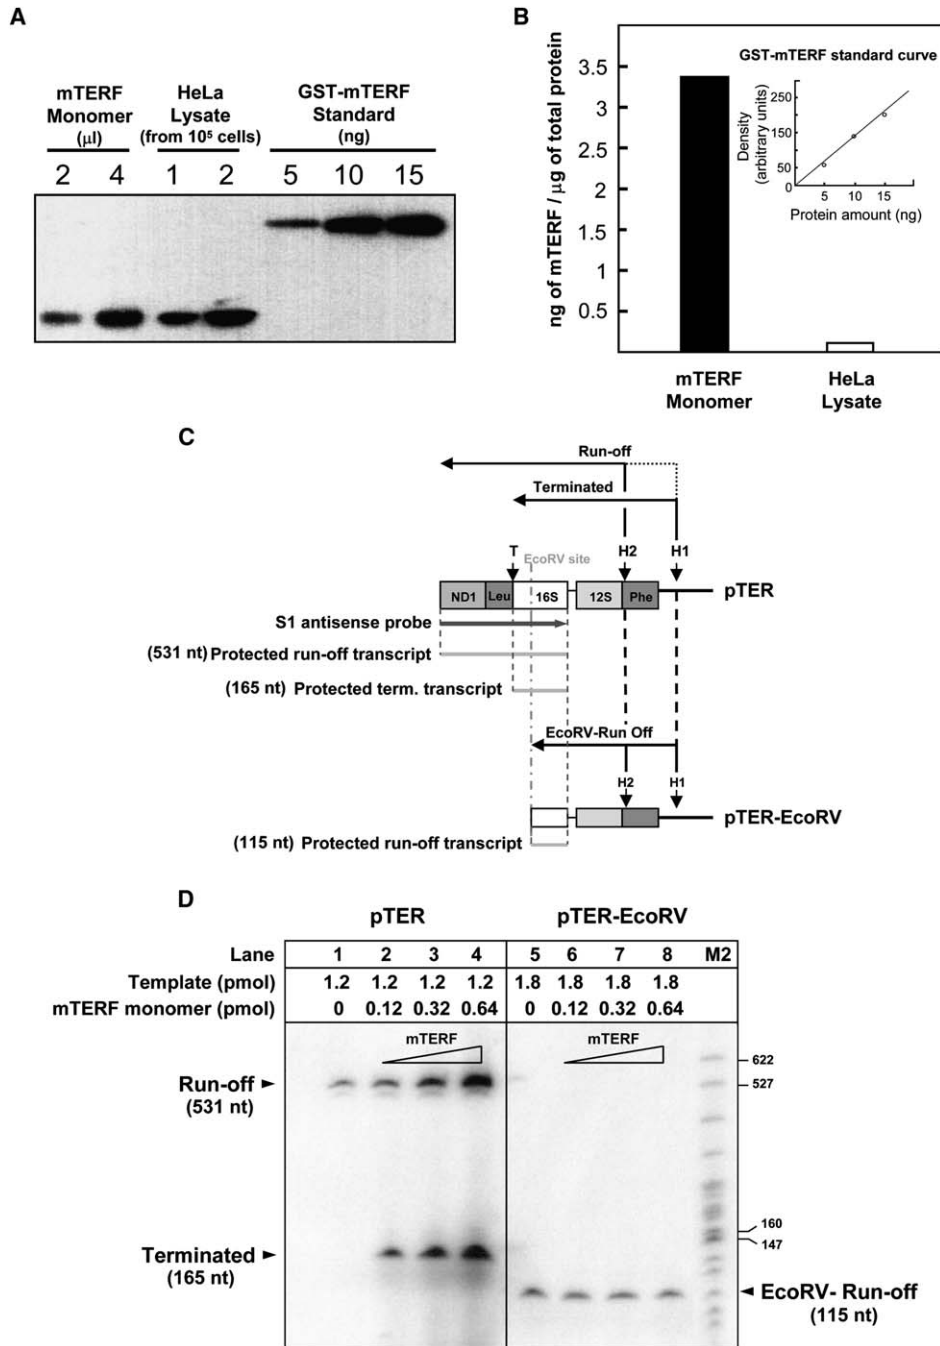 A
mTERF Monomer (µl)
HeLa Lysate (from 10⁵ cells)
GST-mTERF Standard (ng)
2 4 1 2 5 10 15
B
ng of mTERF / µg of total protein
3.5
3
2.5
2
1.5
1
0.5
mTERF Monomer
HeLa Lysate
GST-mTERF standard curve
Density (arbitrary units)
250
150
50
0
5 10 15
Protein amount (ng)
C
Run-off
Terminated
T
EcoRV site
H2
H1
ND1 Leu 16S 12S Phe
pTER
S1 antisense probe
(531 nt) Protected run-off transcript
(165 nt) Protected term. transcript
EcoRV-Run Off
H2
H1
pTER-EcoRV
(115 nt) Protected run-off transcript
D
pTER pTER-EcoRV
Lane 1 2 3 4 5 6 7 8 M2
Template (pmol) 1.2 1.2 1.2 1.2 1.8 1.8 1.8 1.8
mTERF monomer (pmol) 0 0.12 0.32 0.64 0 0.12 0.32 0.64
mTERF mTERF
622
Run-off
(531 nt)
527
160
147
Terminated
(165 nt)
EcoRV- Run-off
(115 nt)